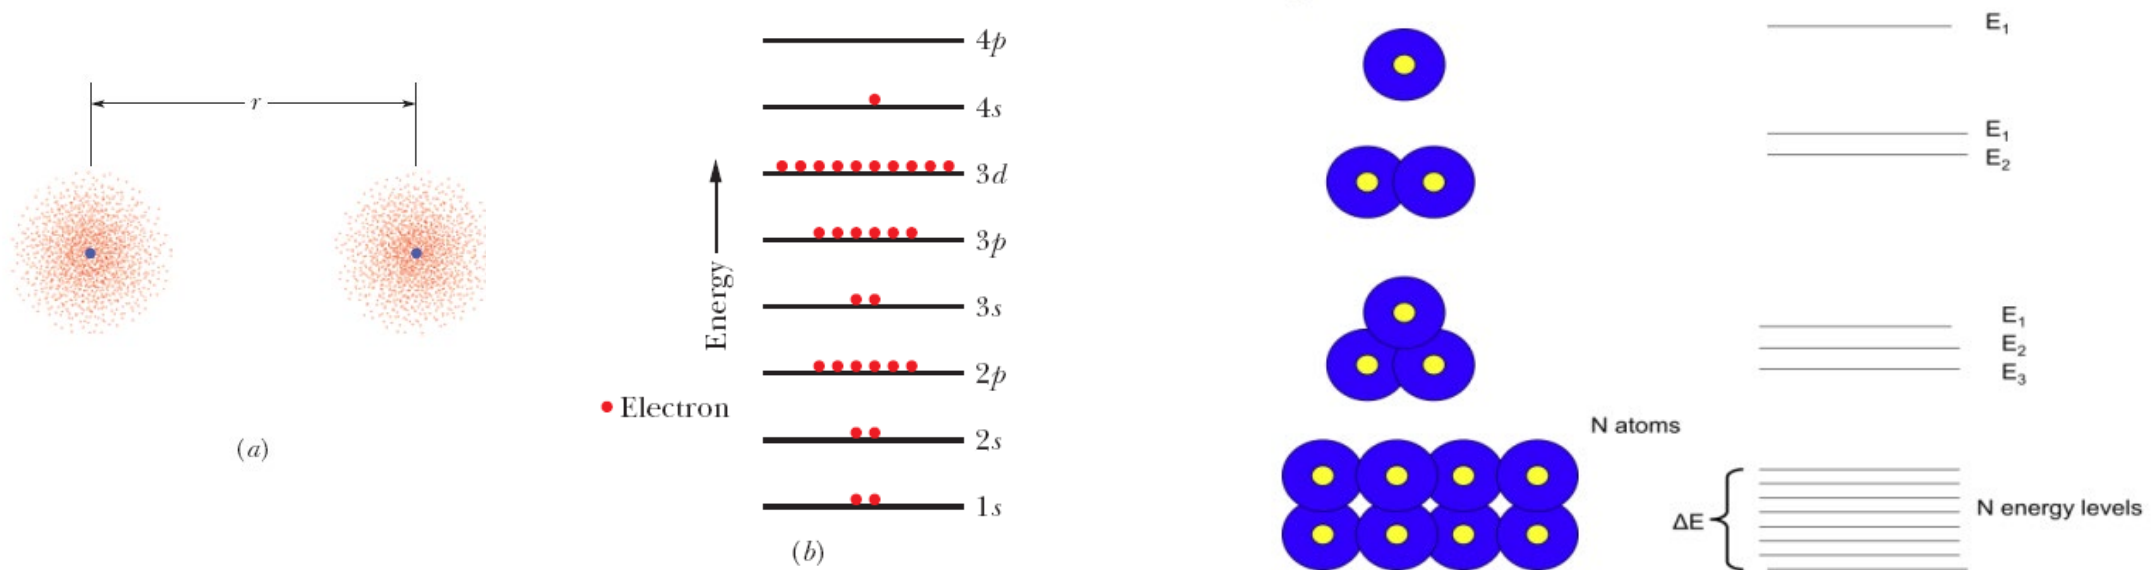 r
(a)
4p
4s
3d
3p
3s
2p
2s
1s
Energy
Electron
(b)
E₁
E₁
E₂
E₁
E₂
E₃
N atoms
ΔE
N energy levels